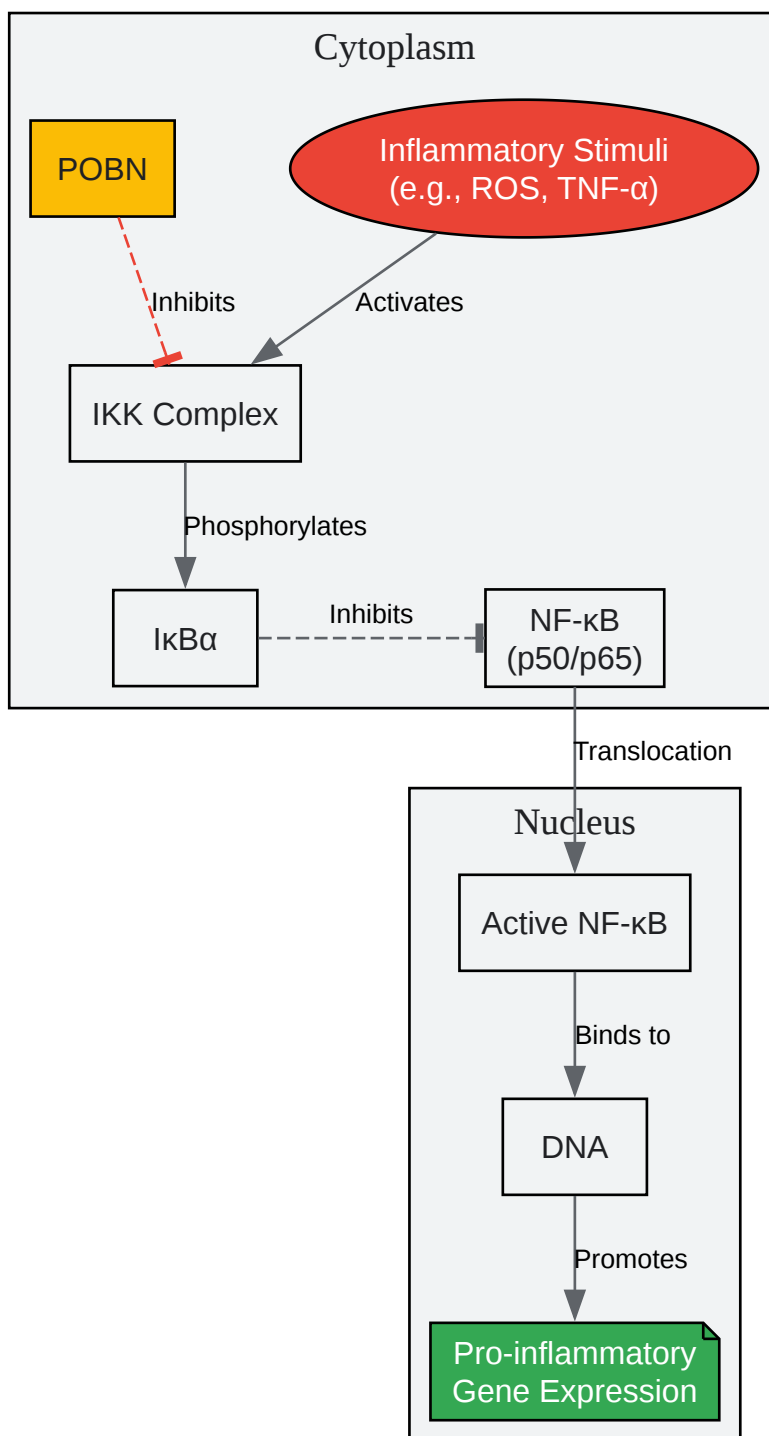 Cytoplasm
POBN
Inflammatory Stimuli
(e.g., ROS, TNF-α)
Inhibits
Activates
IKK Complex
Phosphorylates
IκBα
Inhibits
NF-κB
(p50/p65)
Translocation
Nucleus
Active NF-κB
Binds to
DNA
Promotes
Pro-inflammatory
Gene Expression